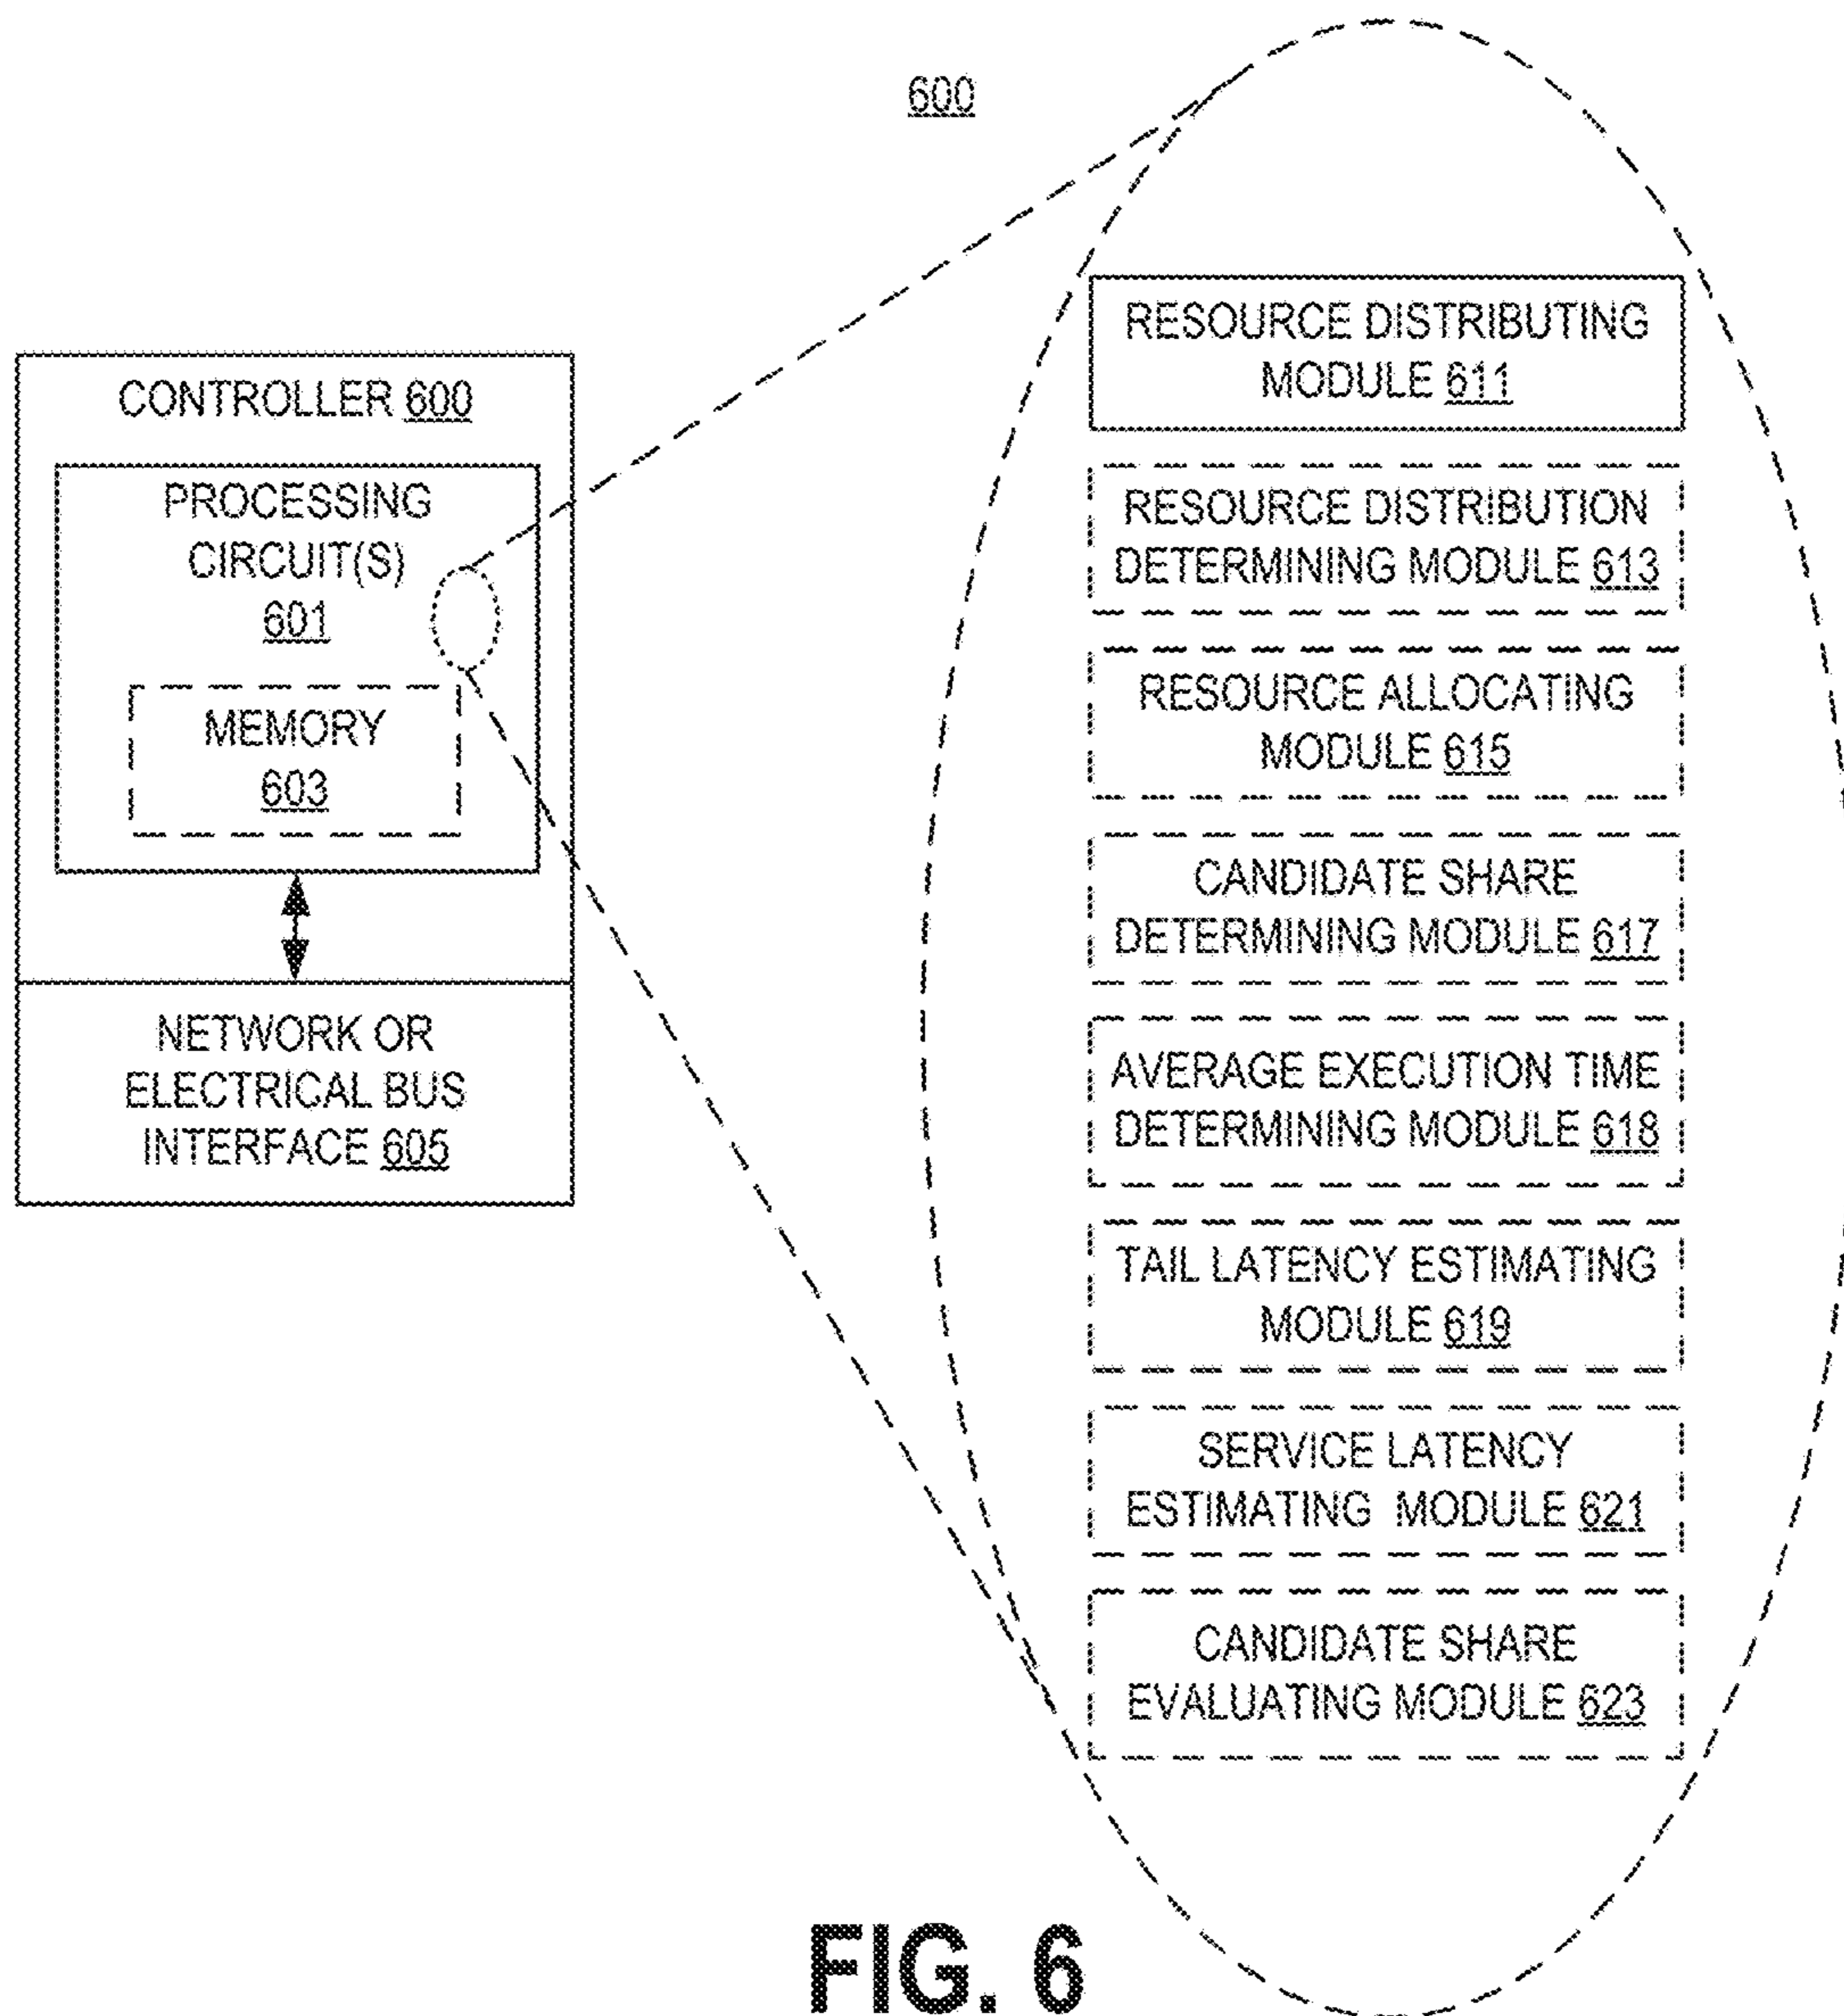 600
CONTROLLER 600
PROCESSING
CIRCUIT(S)
601
MEMORY
603
NETWORK OR
ELECTRICAL BUS
INTERFACE 605
RESOURCE DISTRIBUTING
MODULE 611
RESOURCE DISTRIBUTION
DETERMINING MODULE 613
RESOURCE ALLOCATING
MODULE 615
CANDIDATE SHARE
DETERMINING MODULE 617
AVERAGE EXECUTION TIME
DETERMINING MODULE 618
TAIL LATENCY ESTIMATING
MODULE 619
SERVICE LATENCY
ESTIMATING MODULE 621
CANDIDATE SHARE
EVALUATING MODULE 623
FIG. 6